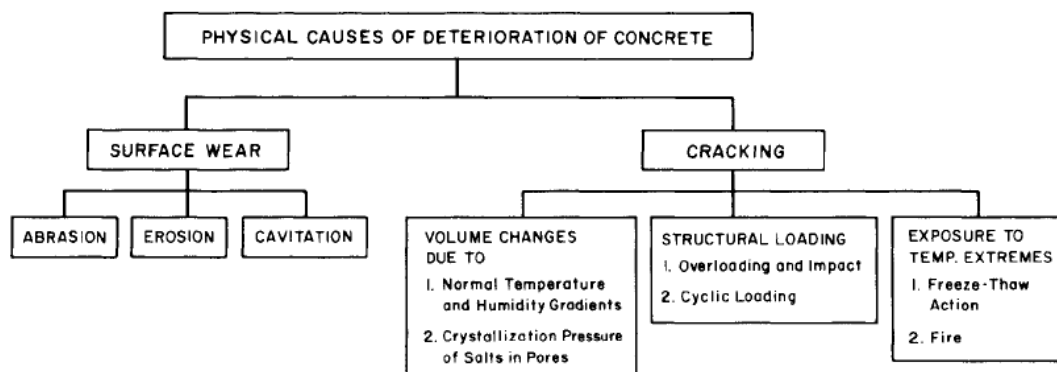 PHYSICAL CAUSES OF DETERIORATION OF CONCRETE
SURFACE WEAR
CRACKING
ABRASION
EROSION
CAVITATION
VOLUME CHANGES
DUE TO
1. Normal Temperature
and Humidity Gradients
2. Crystallization Pressure
of Salts in Pores
STRUCTURAL LOADING
1. Overloading and Impact
2. Cyclic Loading
EXPOSURE TO
TEMP. EXTREMES
1. Freeze-Thaw
Action
2. Fire